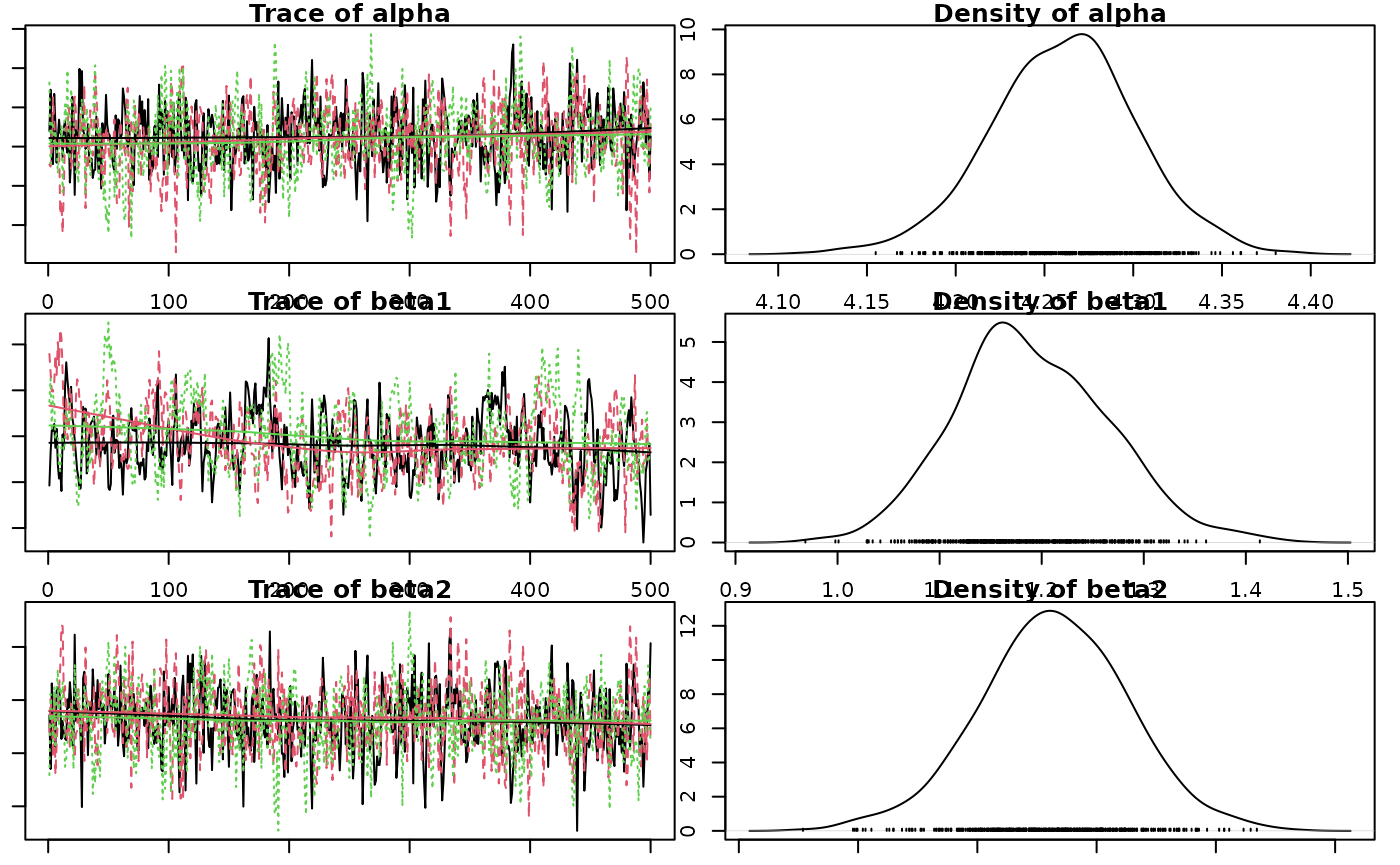 Trace of alpha
Density of alpha
0 2 4 6 8 10
0 100 200 300 400 500
4.10 4.15 4.20 4.25 4.30 4.35 4.40
Trace of beta1
Density of beta1
0 1 2 3 4 5
0 100 200 300 400 500
0.9 1.0 1.1 1.2 1.3 1.4 1.5
Trace of beta2
Density of beta2
0 2 4 6 8 12